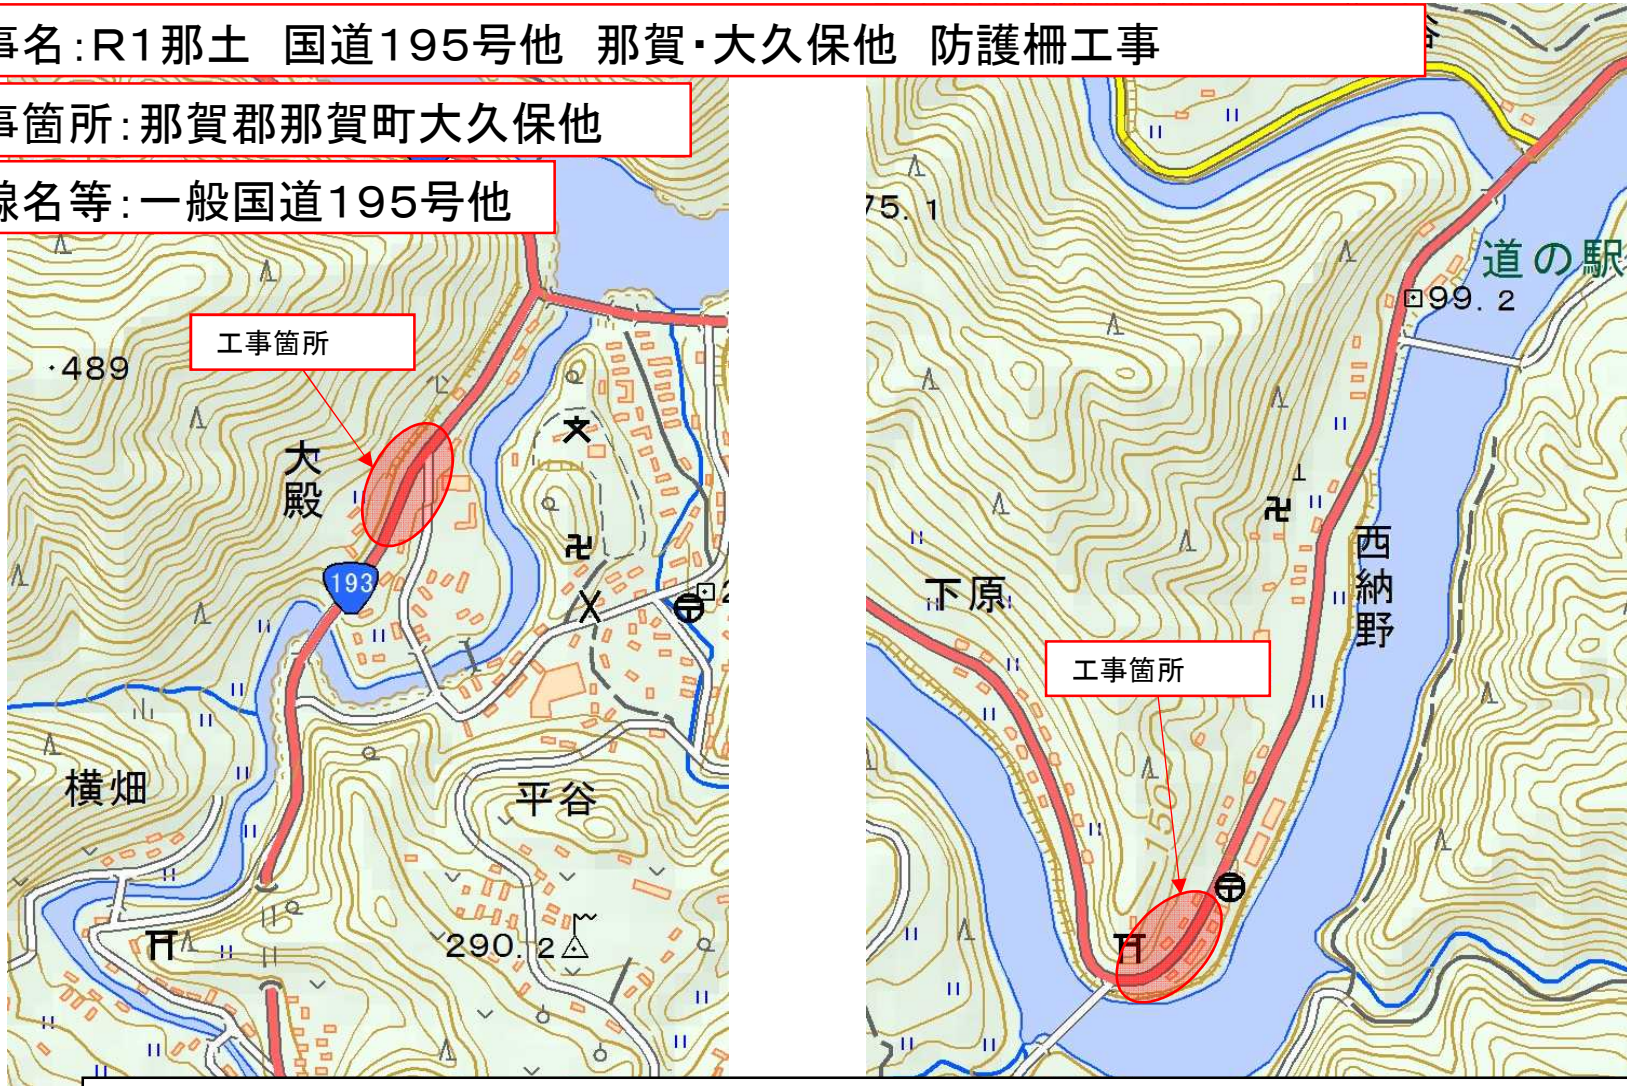 事名:R1那土 国道195号他 那賀・大久保他 防護柵工事
事箇所:那賀郡那賀町大久保他
線名等:一般国道195号他
工事箇所
・489
大殿
193
横畑
平谷
290.2
谷
75.1
道の駅
99.2
西納野
下原
工事箇所
150